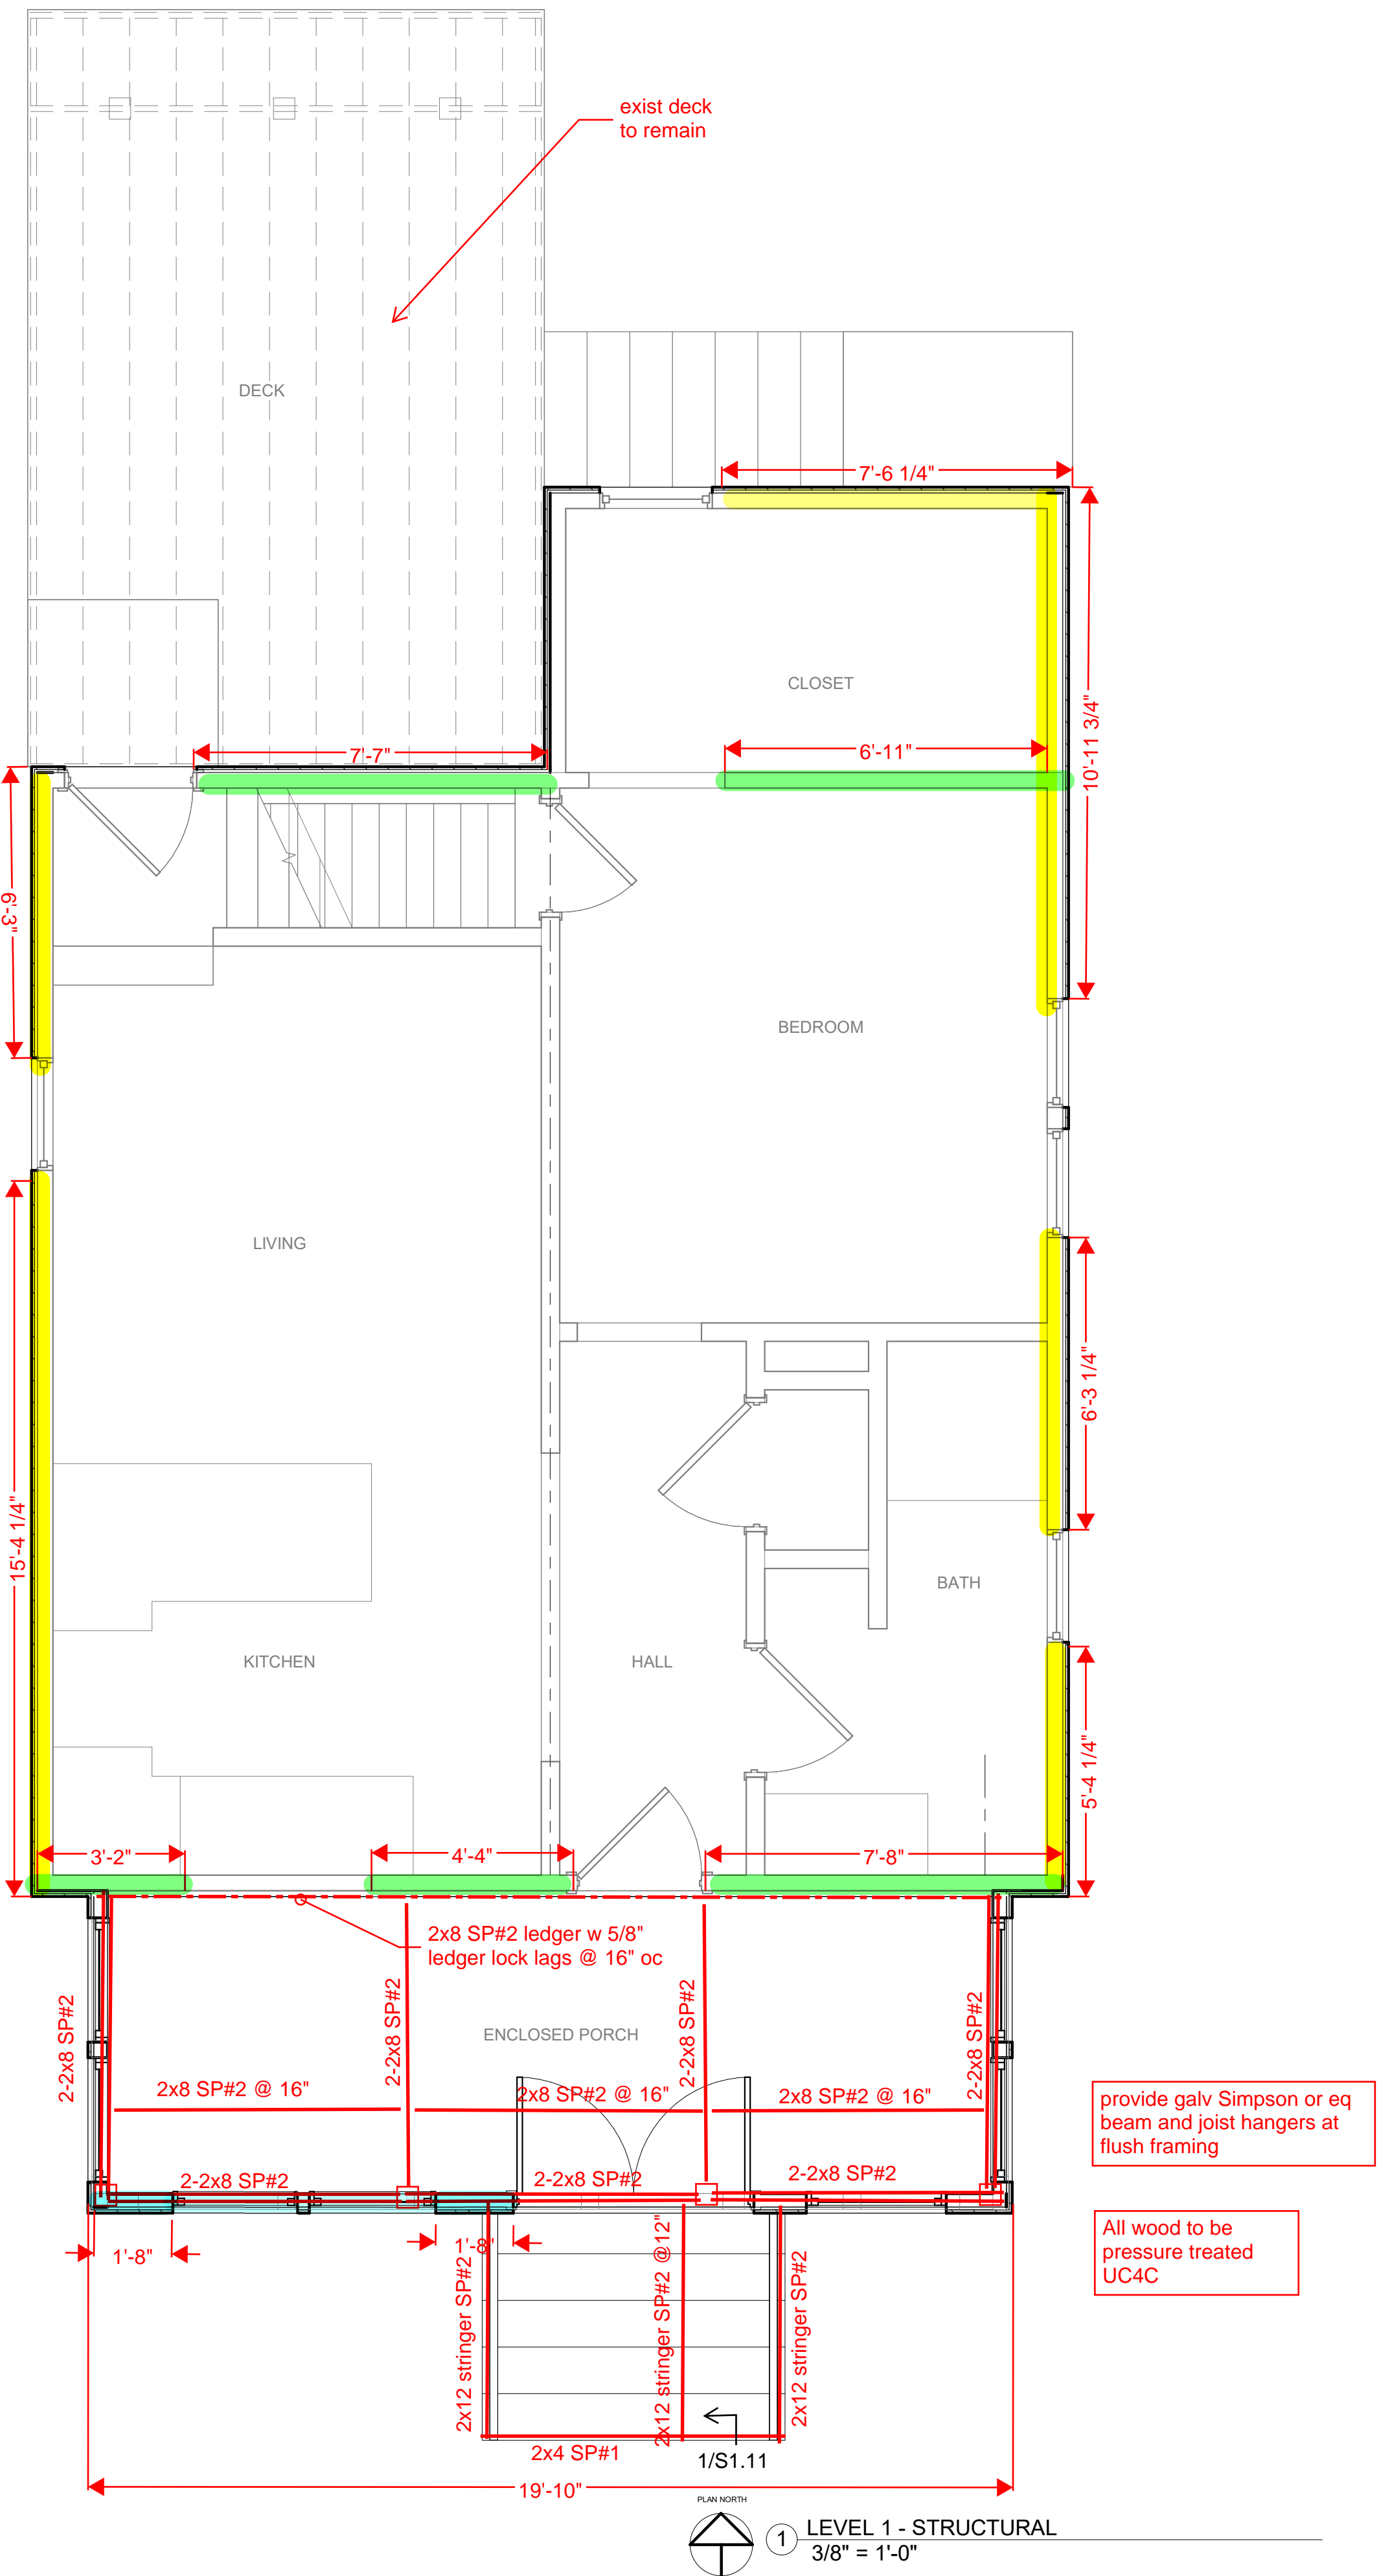 exist deck
to remain
DECK
7'-6 1/4"
CLOSET
10'-11 3/4"
7'-7"
6'-11"
6'-3"
BEDROOM
LIVING
6'-3 1/4"
15'-4 1/4"
BATH
KITCHEN
HALL
5'-4 1/4"
3'-2"
4'-4"
7'-8"
2x8 SP#2 ledger w 5/8"
ledger lock lags @ 16" oc
2-2x8 SP#2
2-2x8 SP#2
2-2x8 SP#2
2-2x8 SP#2
ENCLOSED PORCH
2x8 SP#2 @ 16"
2x8 SP#2 @ 16"
2x8 SP#2 @ 16"
provide galv Simpson or eq
beam and joist hangers at
flush framing
2-2x8 SP#2
2-2x8 SP#2
2-2x8 SP#2
All wood to be
pressure treated
UC4C
1'-8"
1'-8"
2x12 stringer SP#2
2x12 stringer SP#2 @12"
2x12 stringer SP#2
2x4 SP#1
1/S1.11
19'-10"
PLAN NORTH
1
LEVEL 1 - STRUCTURAL
3/8" = 1'-0"